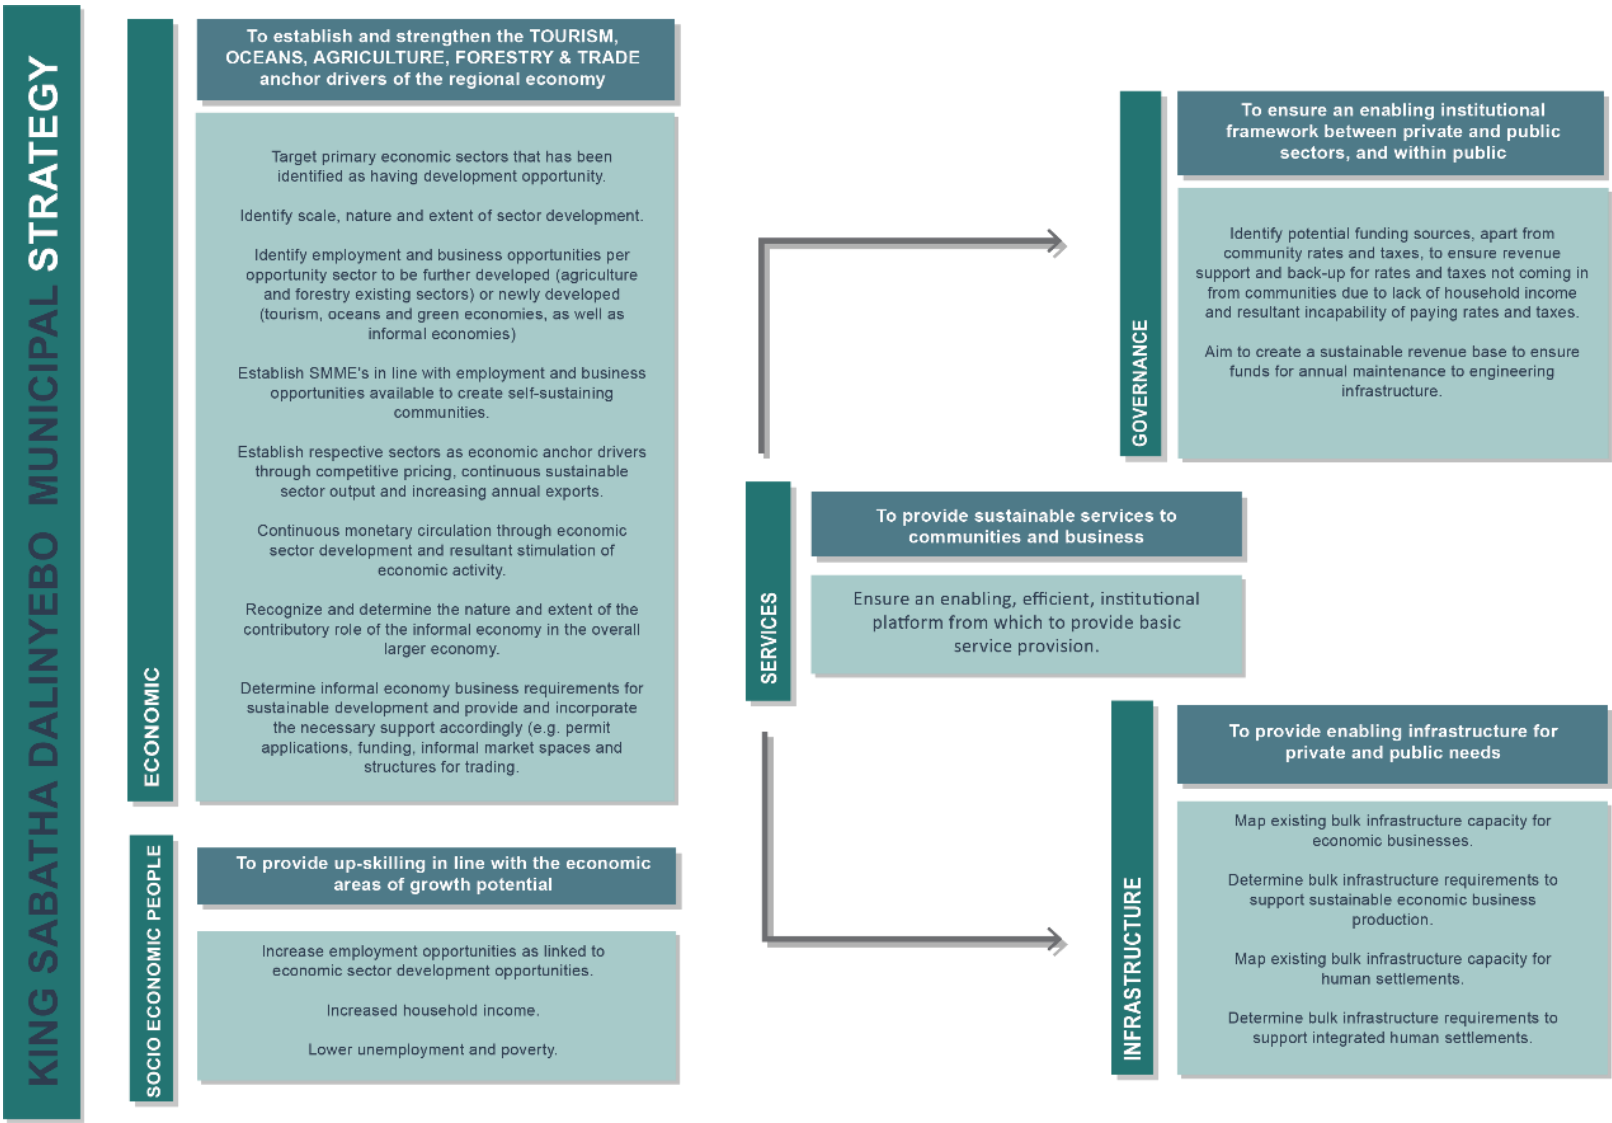 KING SABATHA DALINYEBO MUNICIPAL STRATEGY
ECONOMIC
To establish and strengthen the TOURISM,
OCEANS, AGRICULTURE, FORESTRY & TRADE
anchor drivers of the regional economy
Target primary economic sectors that has been
identified as having development opportunity.
Identify scale, nature and extent of sector development.
Identify employment and business opportunities per
opportunity sector to be further developed (agriculture
and forestry existing sectors) or newly developed
(tourism, oceans and green economies, as well as
informal economies)
Establish SMME's in line with employment and business
opportunities available to create self-sustaining
communities.
Establish respective sectors as economic anchor drivers
through competitive pricing, continuous sustainable
sector output and increasing annual exports.
Continuous monetary circulation through economic
sector development and resultant stimulation of
economic activity.
Recognize and determine the nature and extent of the
contributory role of the informal economy in the overall
larger economy.
Determine informal economy business requirements for
sustainable development and provide and incorporate
the necessary support accordingly (e.g. permit
applications, funding, informal market spaces and
structures for trading.
SOCIO ECONOMIC PEOPLE
To provide up-skilling in line with the economic
areas of growth potential
Increase employment opportunities as linked to
economic sector development opportunities.
Increased household income.
Lower unemployment and poverty.
SERVICES
To provide sustainable services to
communities and business
Ensure an enabling, efficient, institutional
platform from which to provide basic
service provision.
GOVERNANCE
To ensure an enabling institutional
framework between private and public
sectors, and within public
Identify potential funding sources, apart from
community rates and taxes, to ensure revenue
support and back-up for rates and taxes not coming in
from communities due to lack of household income
and resultant incapability of paying rates and taxes.
Aim to create a sustainable revenue base to ensure
funds for annual maintenance to engineering
infrastructure.
INFRASTRUCTURE
To provide enabling infrastructure for
private and public needs
Map existing bulk infrastructure capacity for
economic businesses.
Determine bulk infrastructure requirements to
support sustainable economic business
production.
Map existing bulk infrastructure capacity for
human settlements.
Determine bulk infrastructure requirements to
support integrated human settlements.